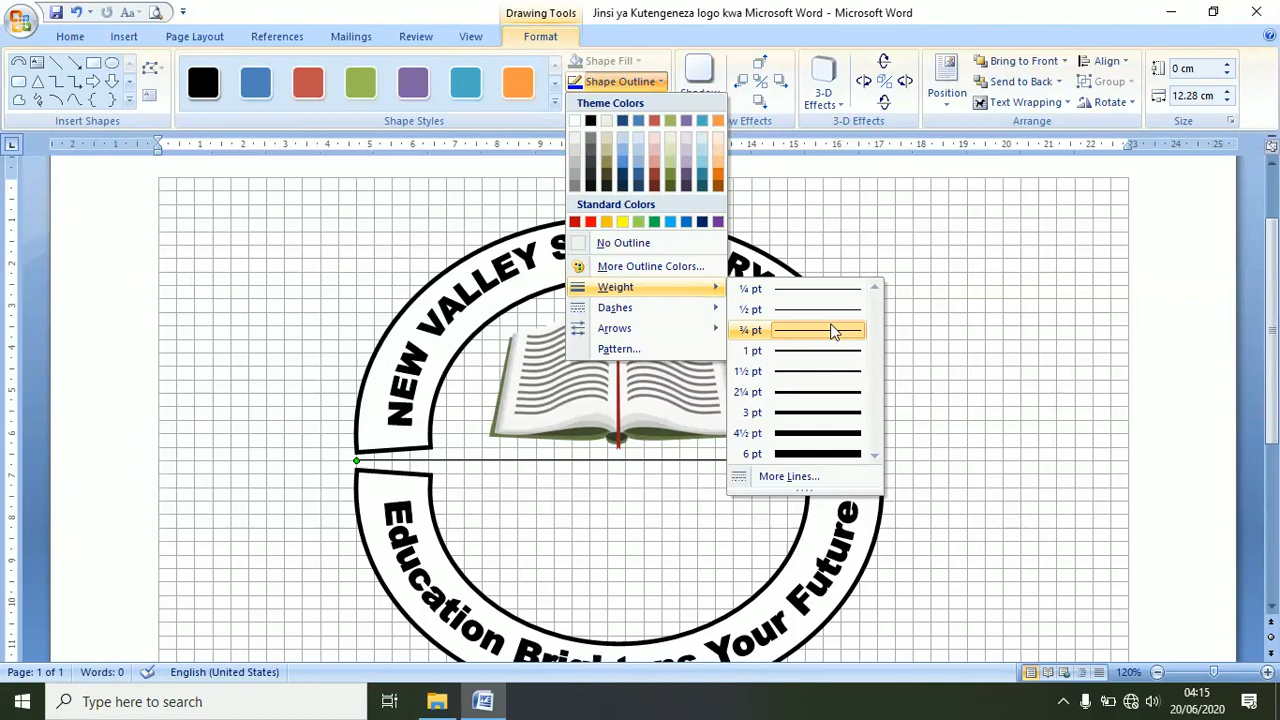 Drawing Tools
Jinsi ya Kutengeneza logo kwa Microsoft Word - Microsoft Word
Home
Insert
Page Layout
References
Mailings
Review
View
Format
Shape Fill
Shape Outline
3-D
Effects
Position
Bring to Front
Send to Back
Text Wrapping
Align
Group
Rotate
0 cm
12.28 cm
Insert Shapes
Shape Styles
3-D Effects
Arrange
Size
Theme Colors
Standard Colors
No Outline
More Outline Colors...
Weight
Dashes
Arrows
Pattern...
¼ pt
½ pt
¾ pt
1 pt
1½ pt
2¼ pt
3 pt
4½ pt
6 pt
More Lines...
NEW VALLEY
Education Brightens Your Future
Page: 1 of 1
Words: 0
English (United States)
120%
Type here to search
04:15
20/06/2020